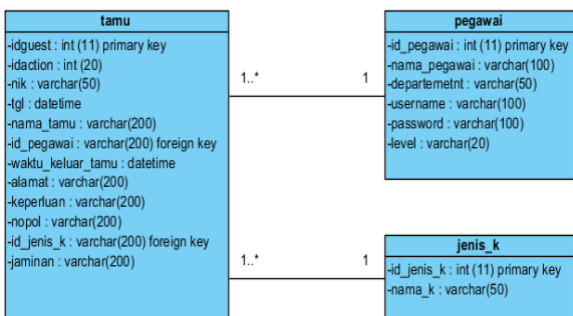 tamu
-idguest : int (11) primary key
-idaction : int (20)
-nik : varchar(50)
-tgl : datetime
-nama_tamu : varchar(200)
-id_pegawai : varchar(200) foreign key
-waktu_keluar_tamu : datetime
-alamat : varchar(200)
-keperluan : varchar(200)
-nopol : varchar(200)
-id_jenis_k : varchar(200) foreign key
-jaminan : varchar(200)
1..*
1
pegawai
-id_pegawai : int (11) primary key
-nama_pegawai : varchar(100)
-departemetnt : varchar(50)
-username : varchar(100)
-password : varchar(100)
-level : varchar(20)
1..*
1
jenis_k
-id_jenis_k : int (11) primary key
-nama_k : varchar(50)